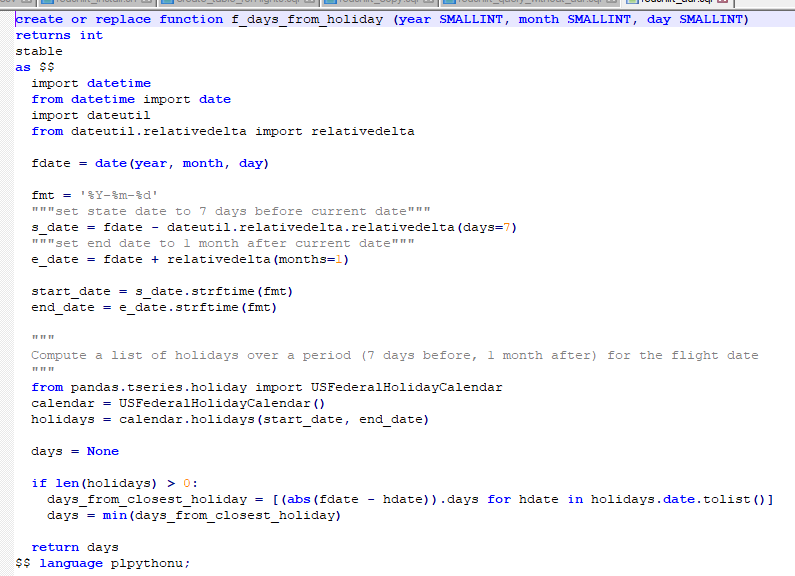 create or replace function f_days_from_holiday (year SMALLINT, month SMALLINT, day SMALLINT)
returns int
stable
as $$
  import datetime
  from datetime import date
  import dateutil
  from dateutil.relativedelta import relativedelta

  fdate = date(year, month, day)

  fmt = '%Y-%m-%d'
  """set state date to 7 days before current date"""
  s_date = fdate - dateutil.relativedelta.relativedelta(days=7)
  """set end date to 1 month after current date"""
  e_date = fdate + relativedelta(months=1)

  start_date = s_date.strftime(fmt)
  end_date = e_date.strftime(fmt)

  """
  Compute a list of holidays over a period (7 days before, 1 month after) for the flight date
  """
  from pandas.tseries.holiday import USFederalHolidayCalendar
  calendar = USFederalHolidayCalendar()
  holidays = calendar.holidays(start_date, end_date)

  days = None

  if len(holidays) > 0:
    days_from_closest_holiday = [(abs(fdate - hdate)).days for hdate in holidays.date.tolist()]
    days = min(days_from_closest_holiday)

  return days
$$ language plpythonu;